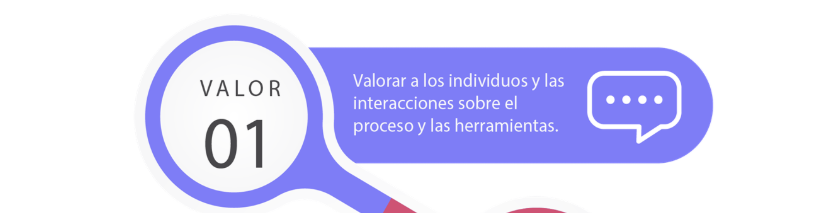 VALOR
01
Valorar a los individuos y las
interacciones sobre el
proceso y las herramientas.